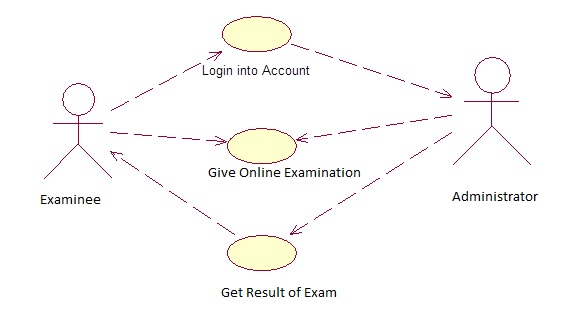 Login into Account
Give Online Examination
Examinee
Administrator
Get Result of Exam